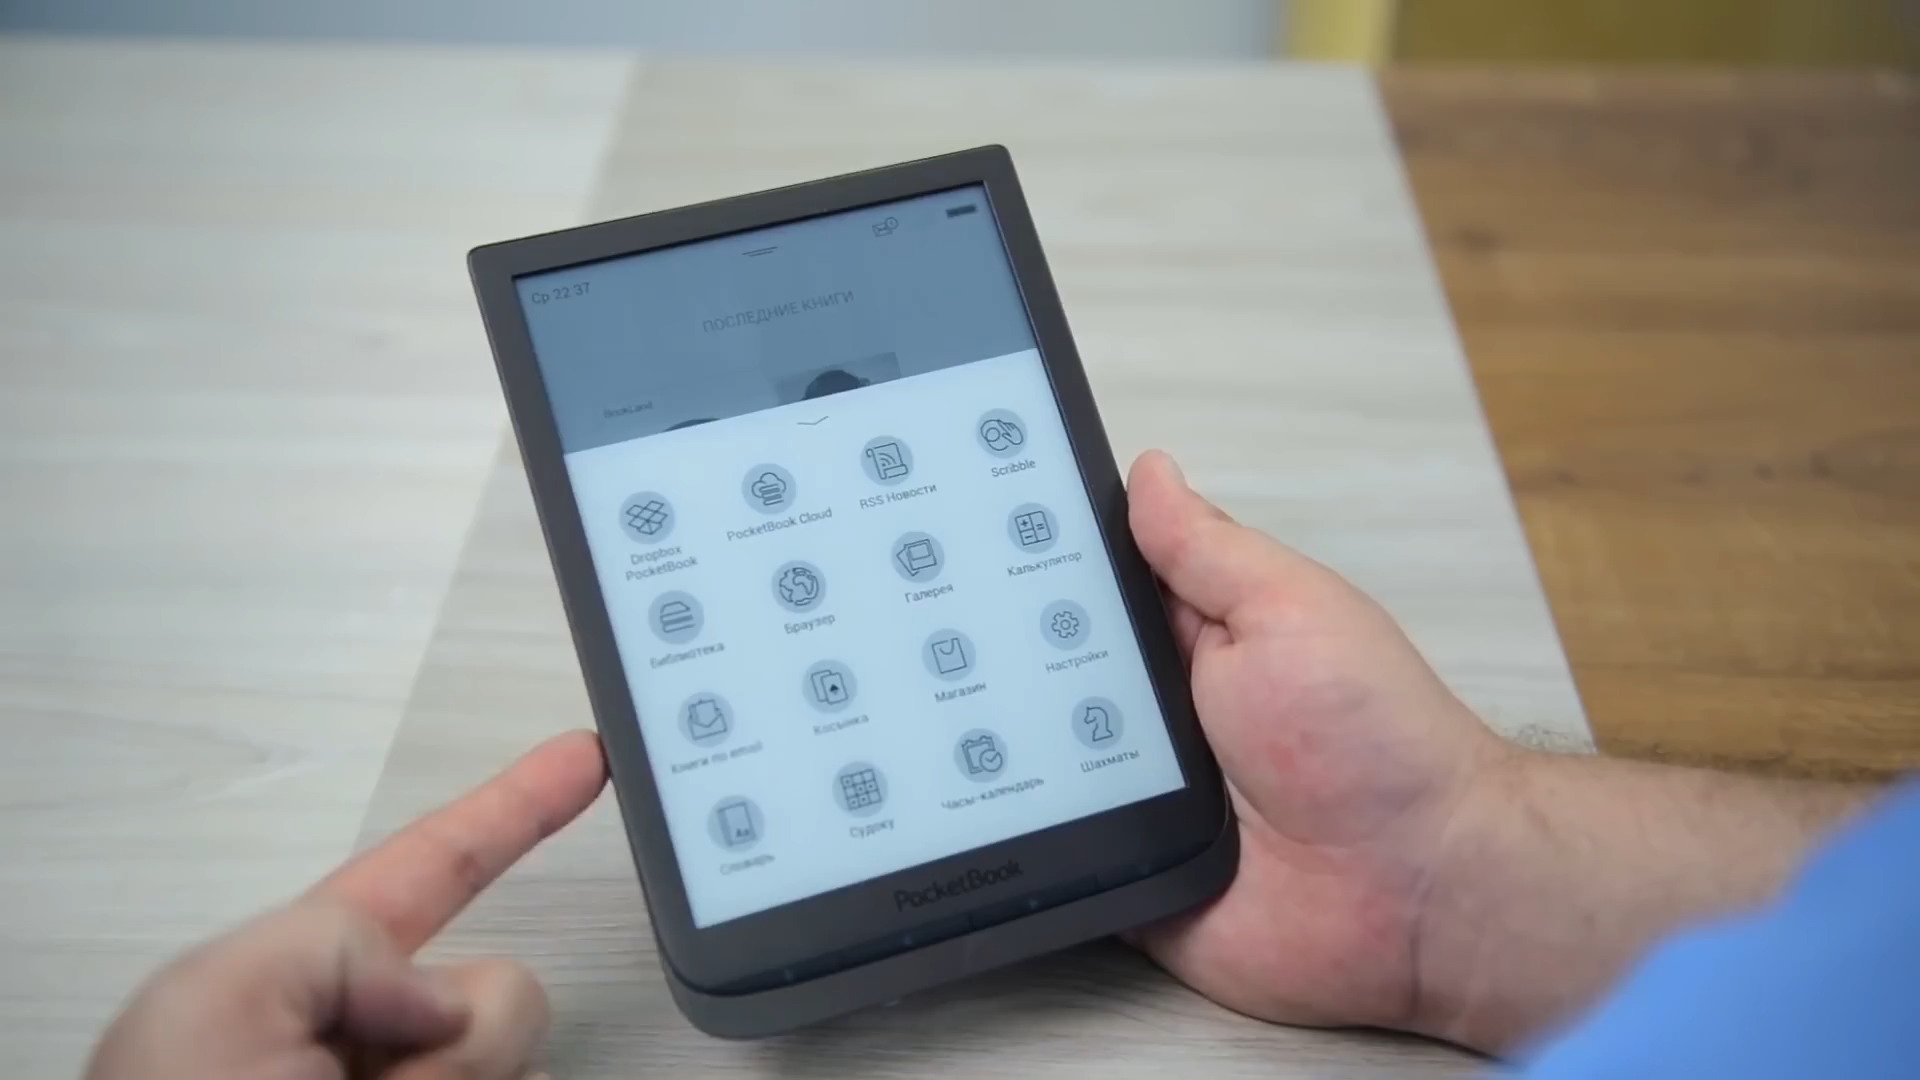 Ср 22:37
ПОСЛЕДНИЕ КНИГИ
BookLand
Dropbox
PocketBook
PocketBook Cloud
RSS Новости
Scribble
Библиотека
Браузер
Галерея
Калькулятор
Книги по email
Косынка
Магазин
Настройки
Словарь
Судоку
Часы-календарь
Шахматы
PocketBook